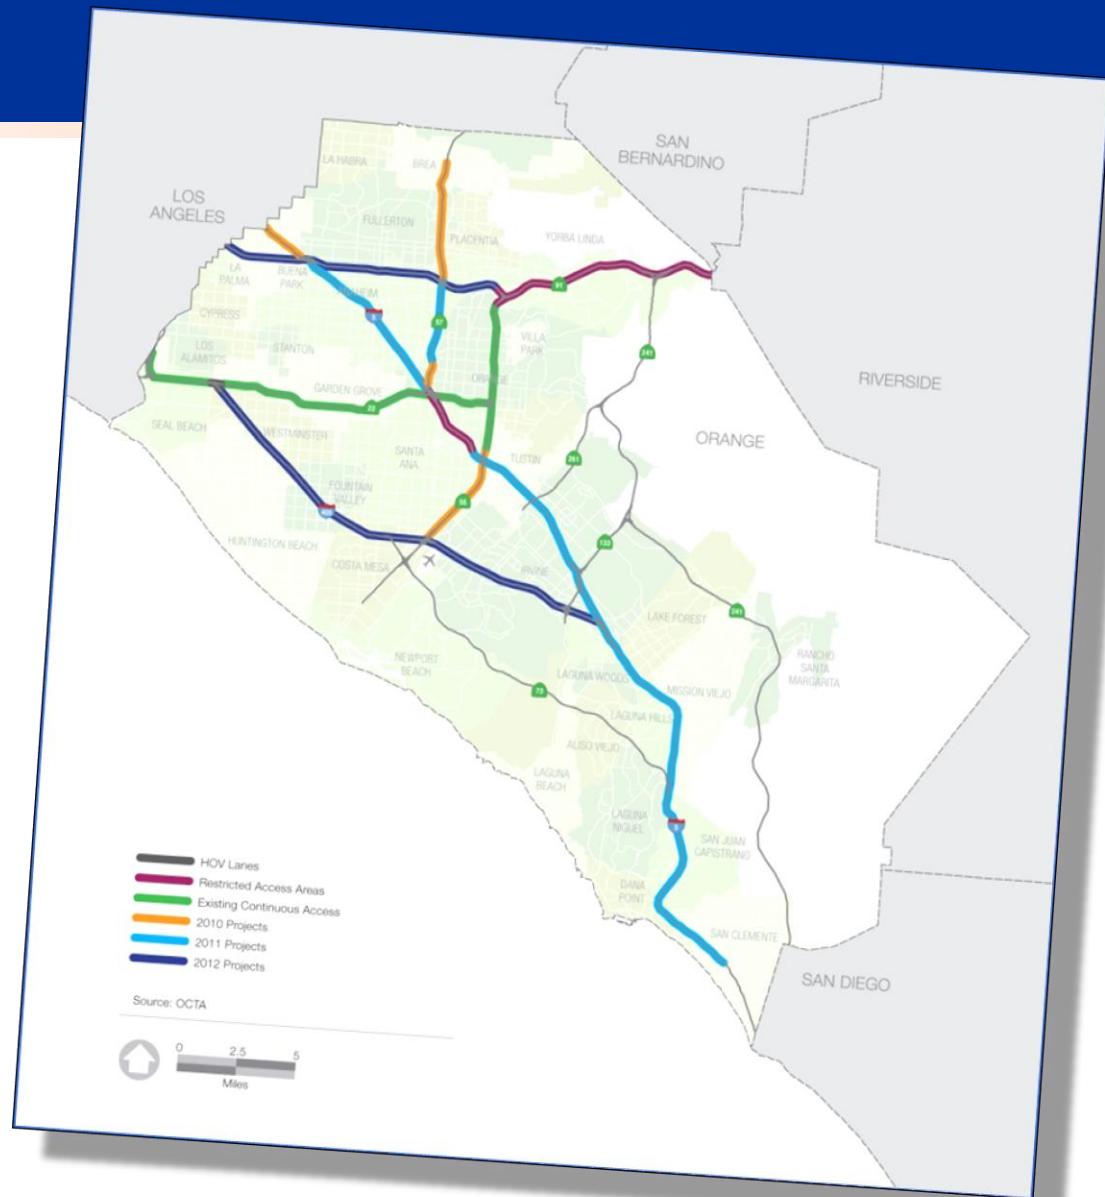 SAN
BERNARDINO
LOS
ANGELES
LA HABRA
BREA
FULLERTON
PLACENTIA
YORBA LINDA
LA
PALMA
BUENA
PARK
ANAHEIM
91
5
57
CYPRESS
LOS
ALAMITOS
STANTON
VILLA
PARK
241
RIVERSIDE
GARDEN GROVE
ORANGE
22
SEAL BEACH
WESTMINSTER
SANTA
ANA
TUSTIN
261
ORANGE
FOUNTAIN
VALLEY
55
405
HUNTINGTON BEACH
COSTA MESA
IRVINE
133
LAKE FOREST
241
NEWPORT
BEACH
LAGUNA WOODS
MISSION VIEJO
RANCHO
SANTA
MARGARITA
73
LAGUNA HILLS
ALISO VIEJO
LAGUNA
BEACH
LAGUNA
NIGUEL
5
SAN JUAN
CAPISTRANO
DANA
POINT
SAN CLEMENTE
SAN DIEGO
HOV Lanes
Restricted Access Areas
Existing Continuous Access
2010 Projects
2011 Projects
2012 Projects
Source: OCTA
0 2.5 5
Miles